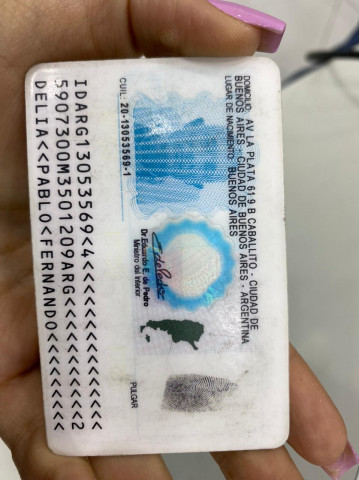 DOMICILIO: AV LA PLATA 619 B CABALLITO - CIUDAD DE
BUENOS AIRES - CIUDAD DE BUENOS AIRES - ARGENTINA
LUGAR DE NACIMIENTO: BUENOS AIRES
CUIL: 20-13053569-1
Dr. Eduardo E. de Pedro
Ministro del Interior
PULGAR
IDARG13053569<4<<<<<<<<<<<<<<<
5907300M3501209ARG<<<<<<<<<<<2
DELIA<<PABLO<FERNANDO<<<<<<<<<